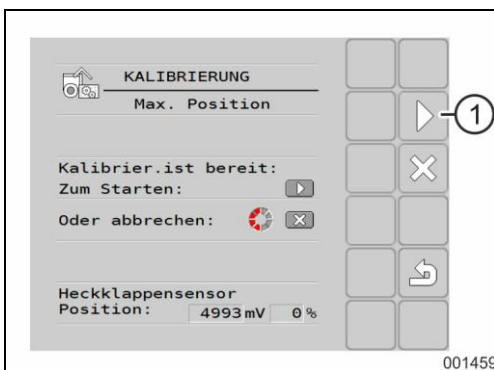 KALIBRIERUNG
Max. Position
1
Kalibrier.ist bereit:
Zum Starten:
Oder abbrechen:
Heckklappensensor
Position: 4993 mV 0 %
001459